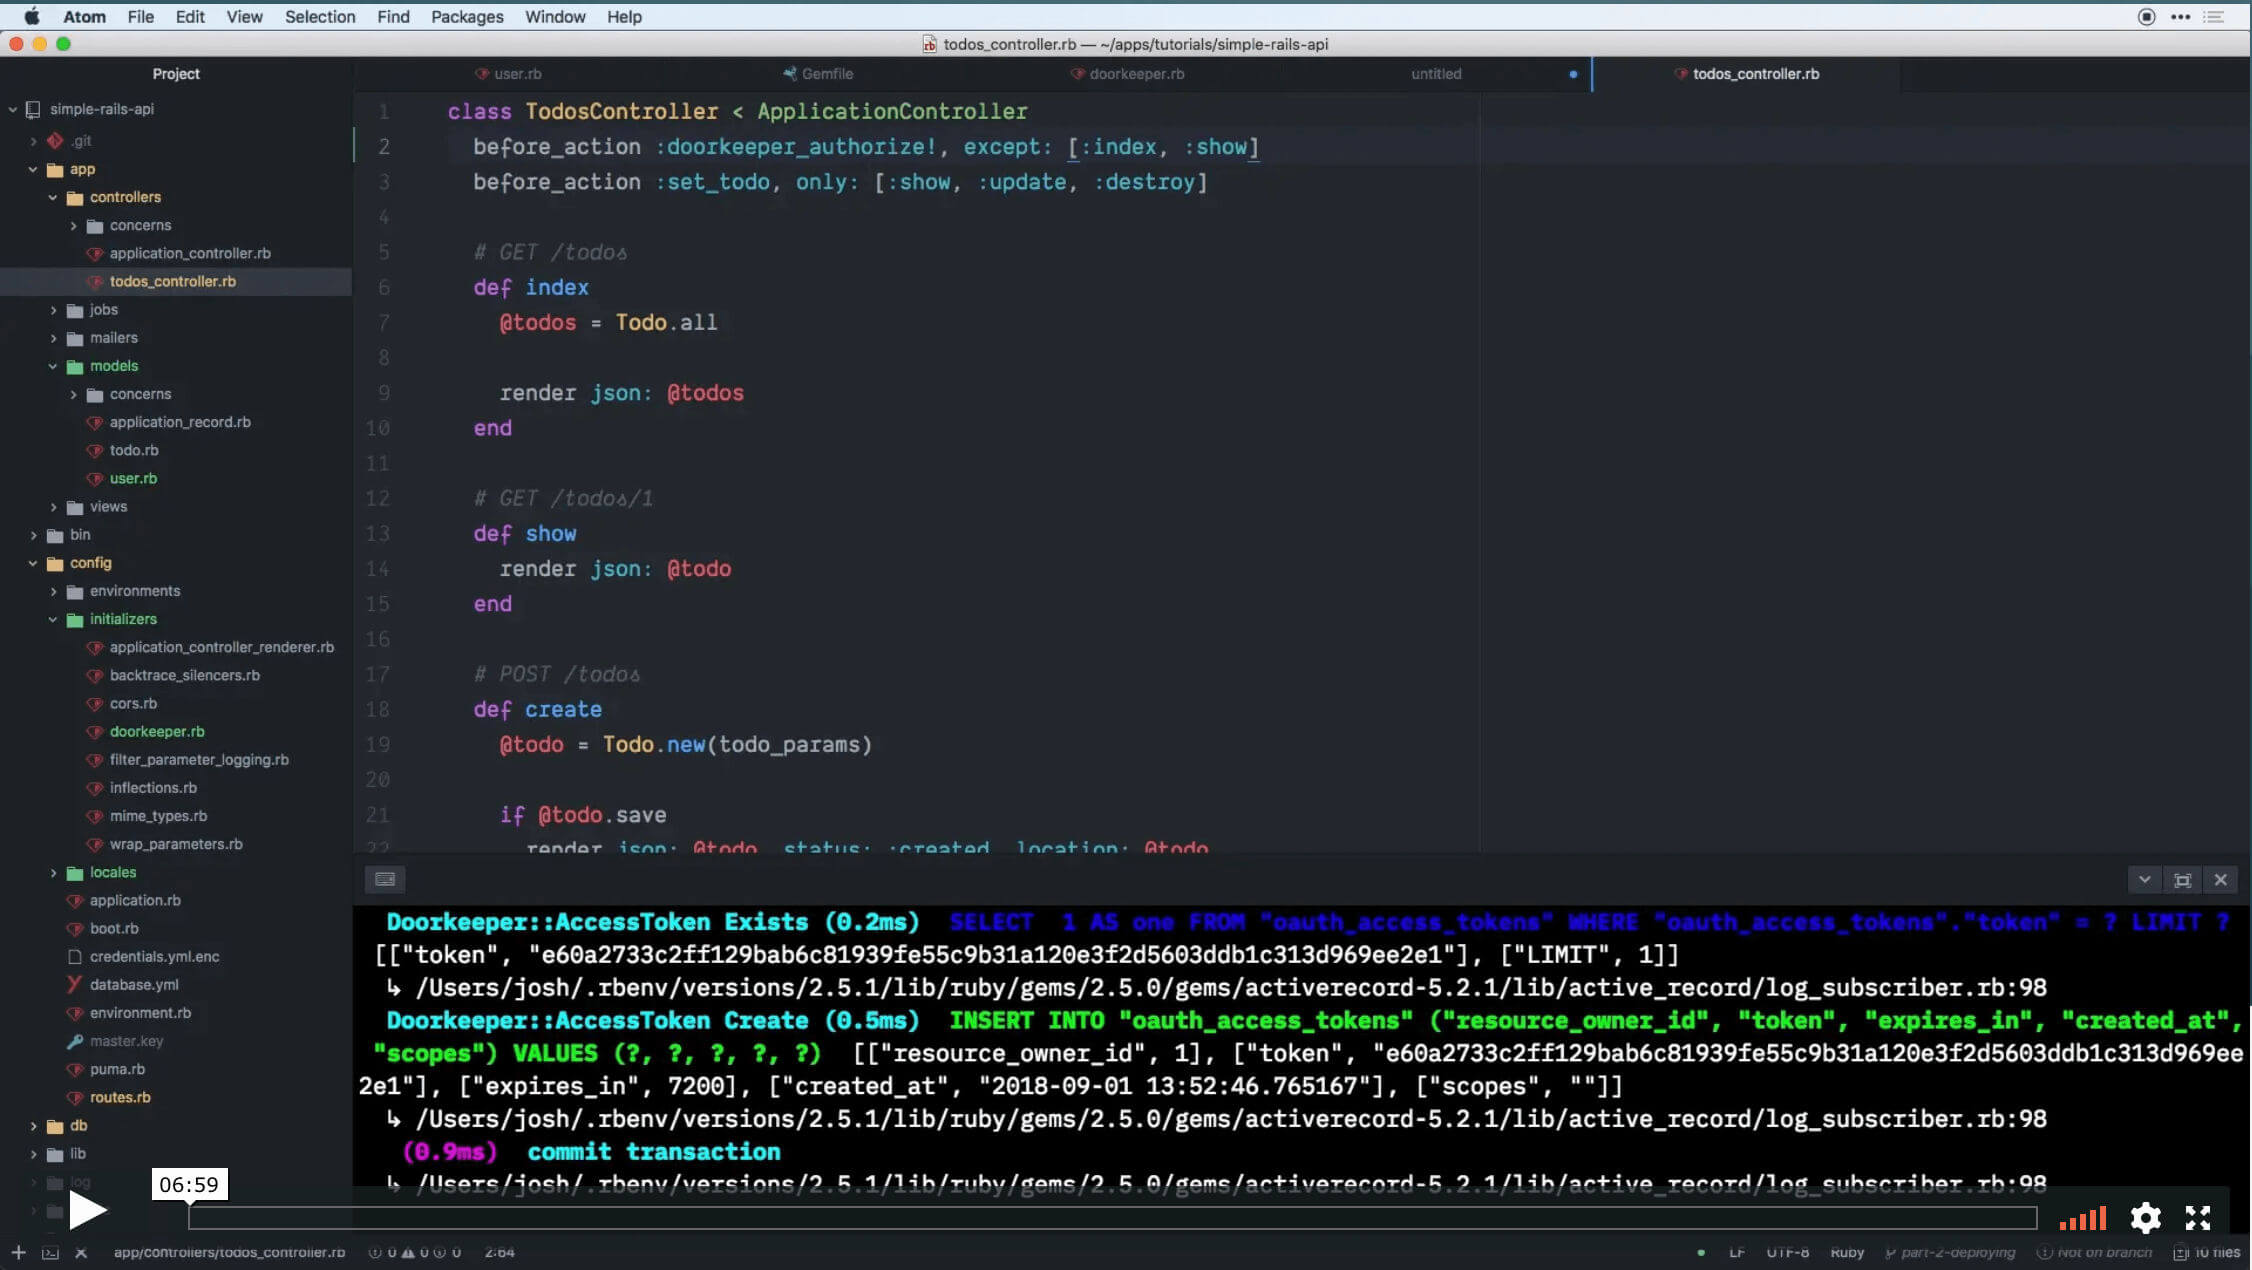 Atom File Edit View Selection Find Packages Window Help
todos_controller.rb — ~/apps/tutorials/simple-rails-api
Project
user.rb
Gemfile
doorkeeper.rb
untitled
todos_controller.rb
simple-rails-api
.git
app
controllers
concerns
application_controller.rb
todos_controller.rb
jobs
mailers
models
concerns
application_record.rb
todo.rb
user.rb
views
bin
config
environments
initializers
application_controller_renderer.rb
backtrace_silencers.rb
cors.rb
doorkeeper.rb
filter_parameter_logging.rb
inflections.rb
mime_types.rb
wrap_parameters.rb
locales
application.rb
boot.rb
credentials.yml.enc
database.yml
environment.rb
master.key
puma.rb
routes.rb
db
lib
log
1 class TodosController < ApplicationController
2 before_action :doorkeeper_authorize!, except: [:index, :show]
3 before_action :set_todo, only: [:show, :update, :destroy]
4
5 # GET /todos
6 def index
7 @todos = Todo.all
8
9 render json: @todos
10 end
11
12 # GET /todos/1
13 def show
14 render json: @todo
15 end
16
17 # POST /todos
18 def create
19 @todo = Todo.new(todo_params)
20
21 if @todo.save
22 render json: @todo, status: :created, location: @todo
Doorkeeper::AccessToken Exists (0.2ms) SELECT 1 AS one FROM "oauth_access_tokens" WHERE "oauth_access_tokens"."token" = ? LIMIT ?
[["token", "e60a2733c2ff129bab6c81939fe55c9b31a120e3f2d5603ddb1c313d969ee2e1"], ["LIMIT", 1]]
↳ /Users/josh/.rbenv/versions/2.5.1/lib/ruby/gems/2.5.0/gems/activerecord-5.2.1/lib/active_record/log_subscriber.rb:98
Doorkeeper::AccessToken Create (0.5ms) INSERT INTO "oauth_access_tokens" ("resource_owner_id", "token", "expires_in", "created_at",
"scopes") VALUES (?, ?, ?, ?, ?) [["resource_owner_id", 1], ["token", "e60a2733c2ff129bab6c81939fe55c9b31a120e3f2d5603ddb1c313d969ee
2e1"], ["expires_in", 7200], ["created_at", "2018-09-01 13:52:46.765167"], ["scopes", ""]]
↳ /Users/josh/.rbenv/versions/2.5.1/lib/ruby/gems/2.5.0/gems/activerecord-5.2.1/lib/active_record/log_subscriber.rb:98
(0.9ms) commit transaction
↳ /Users/josh/.rbenv/versions/2.5.1/lib/ruby/gems/2.5.0/gems/activerecord-5.2.1/lib/active_record/log_subscriber.rb:98
06:59
app/controllers/todos_controller.rb 0 0 0 2:64 LF UTF-8 Ruby part-2-deploying Not on branch 10 files